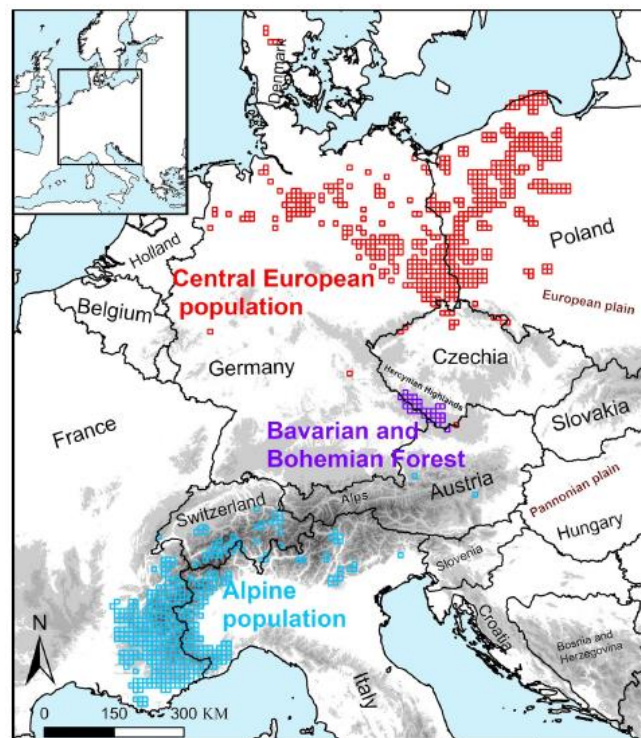 Denmark
Holland
Poland
Central European
population
European plain
Belgium
Germany
Czechia
Hercynian Highlands
Slovakia
France
Bavarian and
Bohemian Forest
Austria
Pannonian plain
Switzerland
Alps
Hungary
Slovenia
Alpine
population
Croatia
Bosnia and
Herzegovina
N
Italy
0 150 300 KM